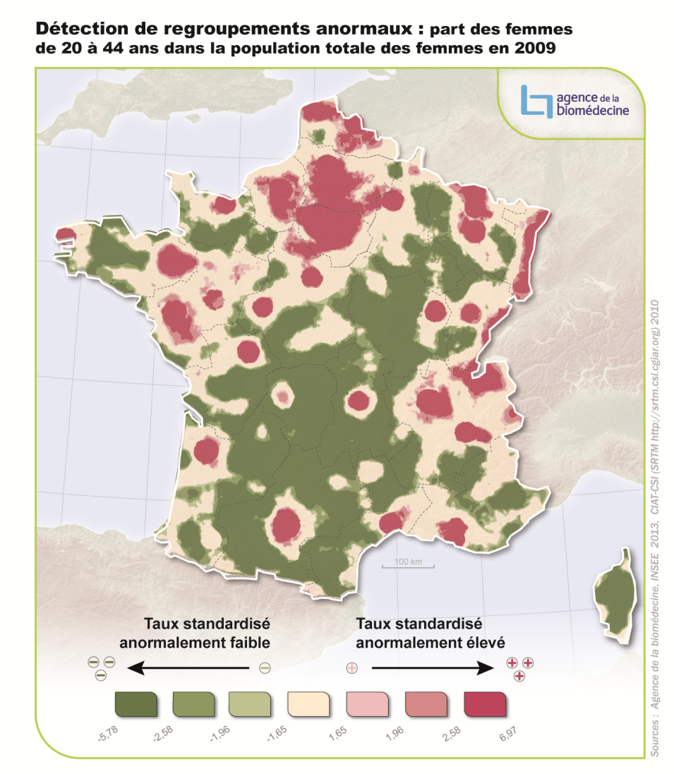 Détection de regroupements anormaux : part des femmes
de 20 à 44 ans dans la population totale des femmes en 2009
agence de la
biomédecine
100 km
Taux standardisé
anormalement faible
Taux standardisé
anormalement élevé
-5,78
-2,58
-1,96
-1,65
1,65
1,96
2,58
6,97
Sources : Agence de la biomédecine, INSEE 2013, CIAT-CSI (SRTM http://srtm.csi.cgiar.org) 2010